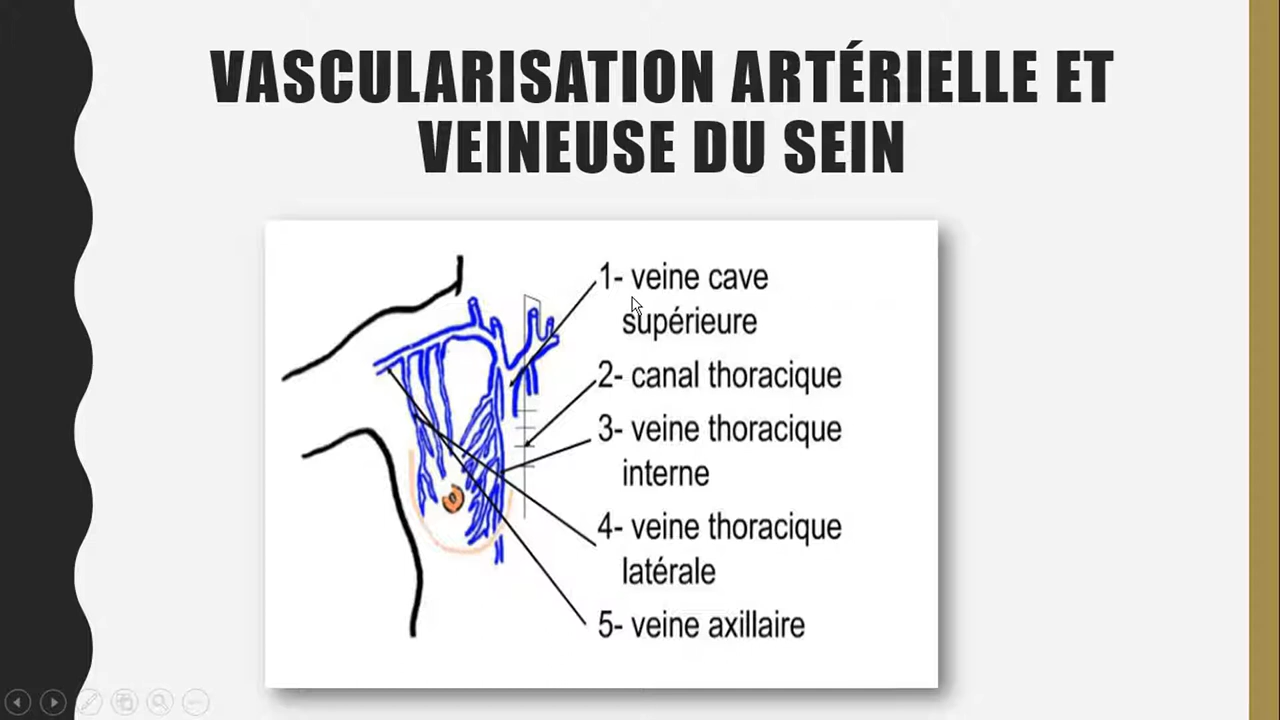 VASCULARISATION ARTÉRIELLE ET
VEINEUSE DU SEIN
1- veine cave
supérieure
2- canal thoracique
3- veine thoracique
interne
4- veine thoracique
latérale
5- veine axillaire